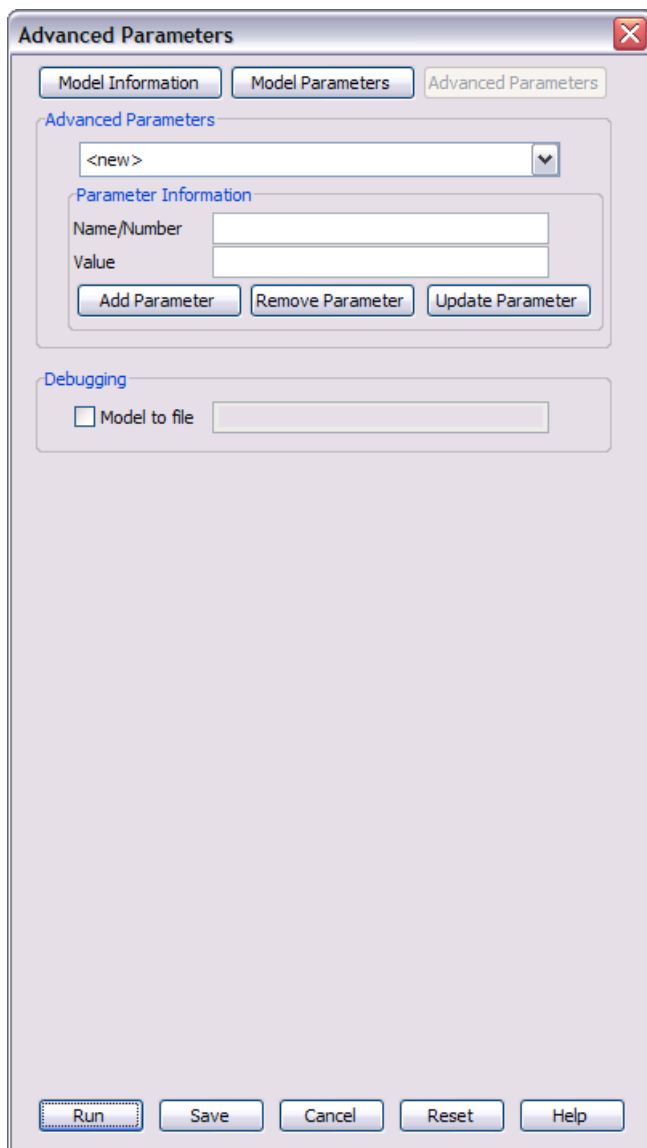 Advanced Parameters
Model Information Model Parameters Advanced Parameters
Advanced Parameters
<new>
Parameter Information
Name/Number
Value
Add Parameter Remove Parameter Update Parameter
Debugging
Model to file
Run Save Cancel Reset Help